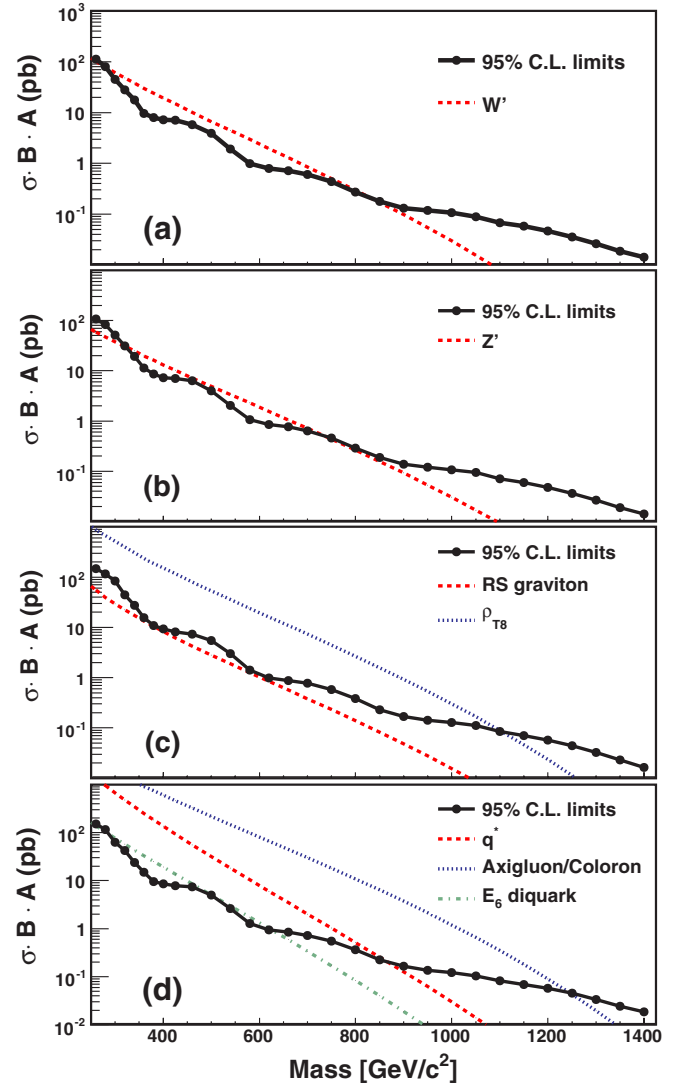 10³
10²
10
1
10⁻¹
σ· B · A (pb)
95% C.L. limits
W'
(a)
10²
10
1
10⁻¹
σ· B · A (pb)
95% C.L. limits
Z'
(b)
10²
10
1
10⁻¹
σ· B · A (pb)
95% C.L. limits
RS graviton
ρ_T8
(c)
10²
10
1
10⁻¹
10⁻²
σ· B · A (pb)
95% C.L. limits
q*
Axigluon/Coloron
E₆ diquark
(d)
400 600 800 1000 1200 1400
Mass [GeV/c²]